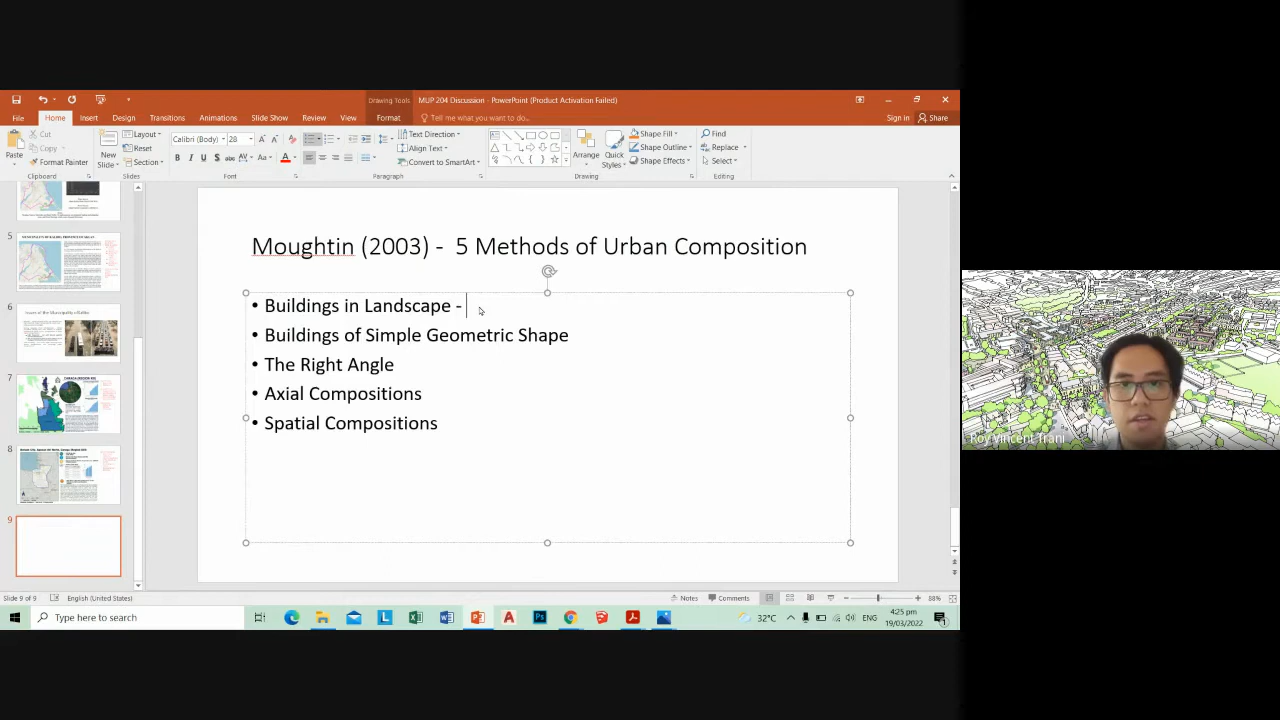 Drawing Tools
MUP 204 Discussion - PowerPoint (Product Activation Failed)
File
Home
Insert
Design
Transitions
Animations
Slide Show
Review
View
Format
Tell me what you want to do...
Sign in
Share
Paste
Cut
Copy
Format Painter
Clipboard
New Slide
Layout
Reset
Section
Slides
Calibri (Body)
28
Font
Text Direction
Align Text
Convert to SmartArt
Paragraph
Arrange
Quick Styles
Shape Fill
Shape Outline
Shape Effects
Drawing
Find
Replace
Select
Editing
5
6
7
8
9
Moughtin (2003) - 5 Methods of Urban Composition
• Buildings in Landscape -
• Buildings of Simple Geometric Shape
• The Right Angle
• Axial Compositions
• Spatial Compositions
Roy Vincent Trani
Slide 9 of 9
English (United States)
Notes
Comments
88%
Type here to search
32°C
ENG
4:25 pm
19/03/2022